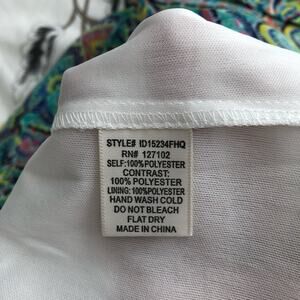 STYLE# ID15234FHQ
RN# 127102
SELF:100%POLYESTER
CONTRAST:
100% POLYESTER
LINING: 100%POLYESTER
HAND WASH COLD
DO NOT BLEACH
FLAT DRY
MADE IN CHINA